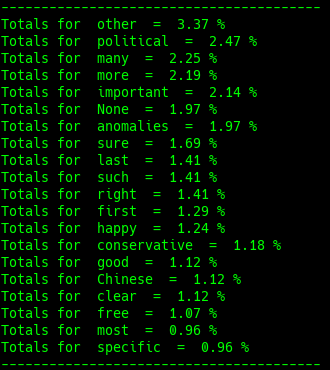 ----------------------------------------
Totals for  other  =  3.37 %
Totals for  political  =  2.47 %
Totals for  many  =  2.25 %
Totals for  more  =  2.19 %
Totals for  important  =  2.14 %
Totals for  None  =  1.97 %
Totals for  anomalies  =  1.97 %
Totals for  sure  =  1.69 %
Totals for  last  =  1.41 %
Totals for  such  =  1.41 %
Totals for  right  =  1.41 %
Totals for  first  =  1.29 %
Totals for  happy  =  1.24 %
Totals for  conservative  =  1.18 %
Totals for  good  =  1.12 %
Totals for  Chinese  =  1.12 %
Totals for  clear  =  1.12 %
Totals for  free  =  1.07 %
Totals for  most  =  0.96 %
Totals for  specific  =  0.96 %
----------------------------------------